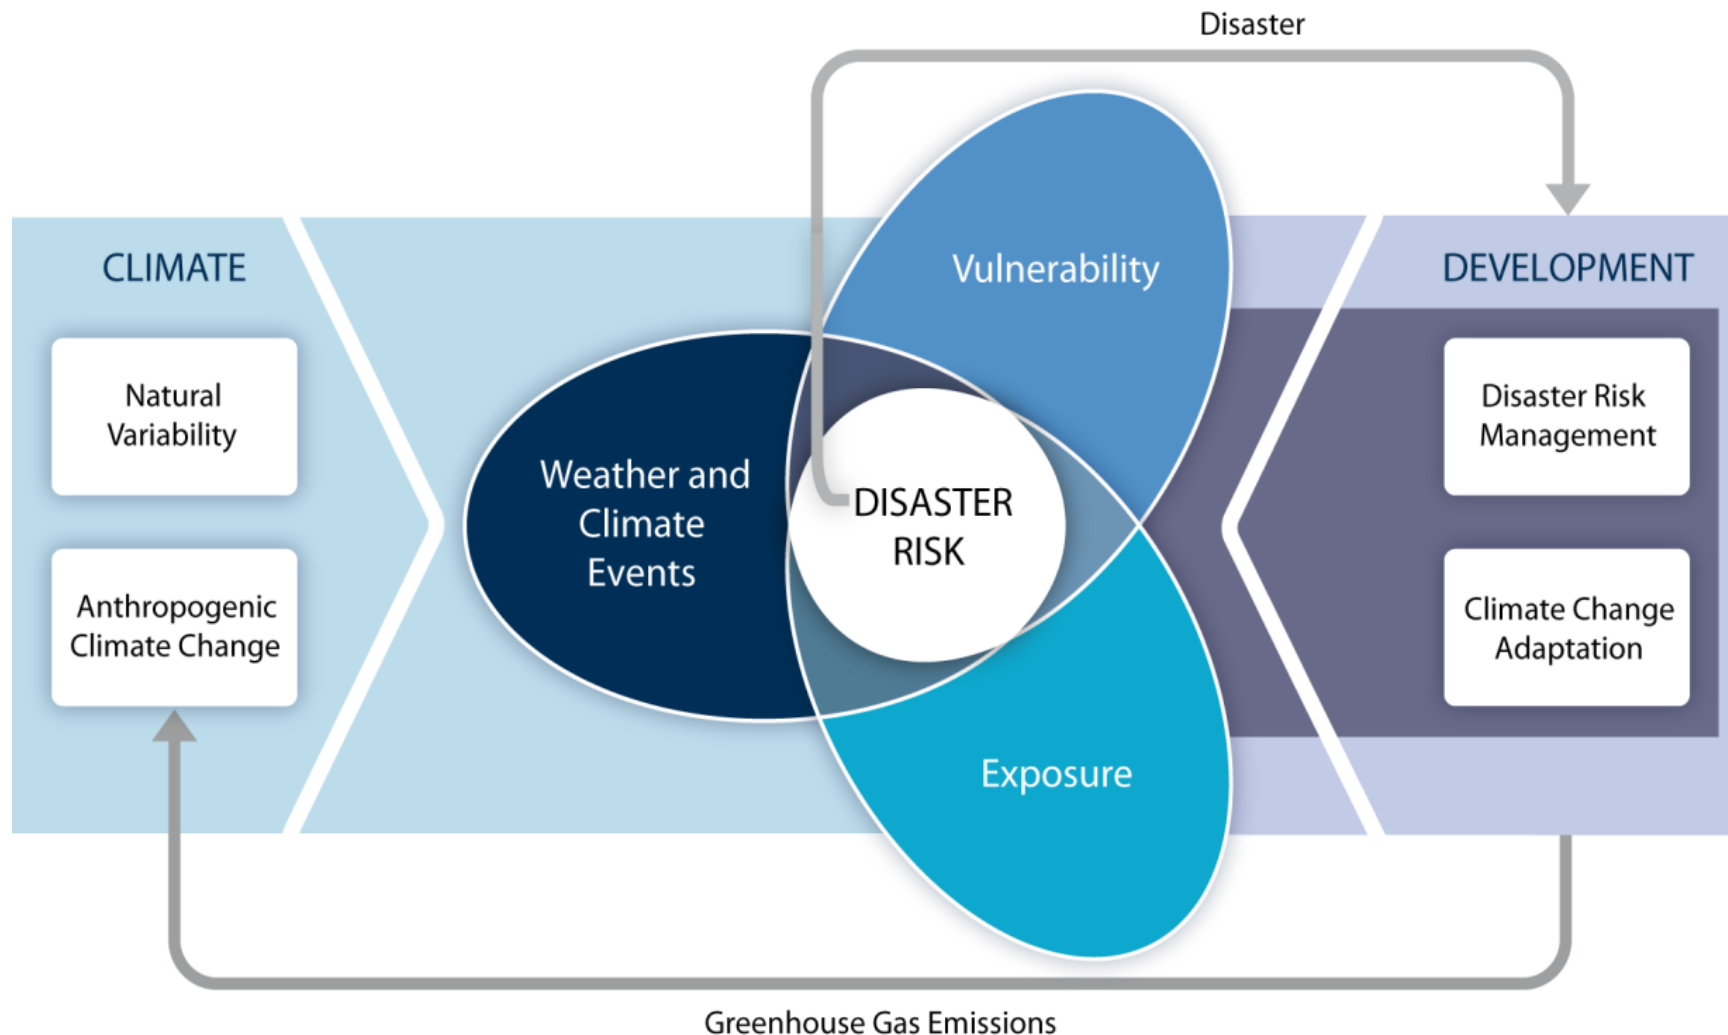 Disaster
CLIMATE
Natural
Variability
Anthropogenic
Climate Change
Weather and
Climate
Events
Vulnerability
DISASTER
RISK
Exposure
DEVELOPMENT
Disaster Risk
Management
Climate Change
Adaptation
Greenhouse Gas Emissions